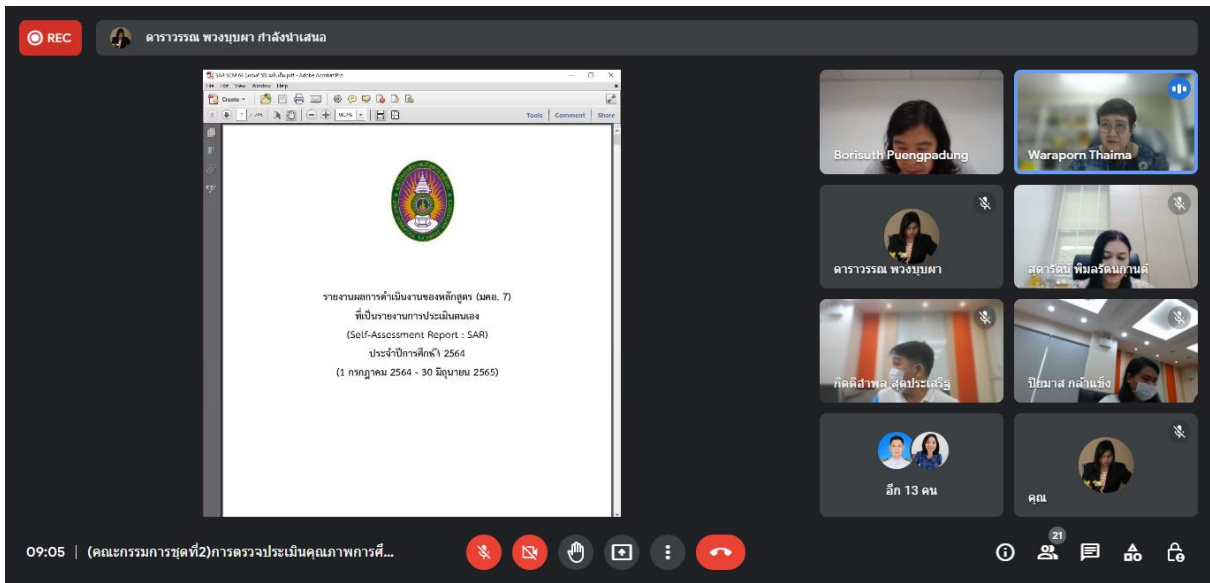 REC
ดาราวรรณ พวงบุบผา กำลังนำเสนอ
Adobe Acrobat Pro
Window Help
Create
Tools Comment Share
รายงานผลการดำเนินงานของหลักสูตร (มคอ. 7)
ที่เป็นรายงานการประเมินตนเอง
(Self-Assessment Report : SAR)
ประจำปีการศึกษา 2564
(1 กรกฎาคม 2564 - 30 มิถุนายน 2565)
Borisuth Puengpadung
Waraporn Thaima
ดาราวรรณ พวงบุบผา
สุดารัตน์ พิมลรัตนกานต์
กิตติอำพล สุดประเสริฐ
ปิยมาส กล้าแข็ง
อีก 13 คน
คุณ
09:05 | (คณะกรรมการชุดที่2)การตรวจประเมินคุณภาพการศึ...
21